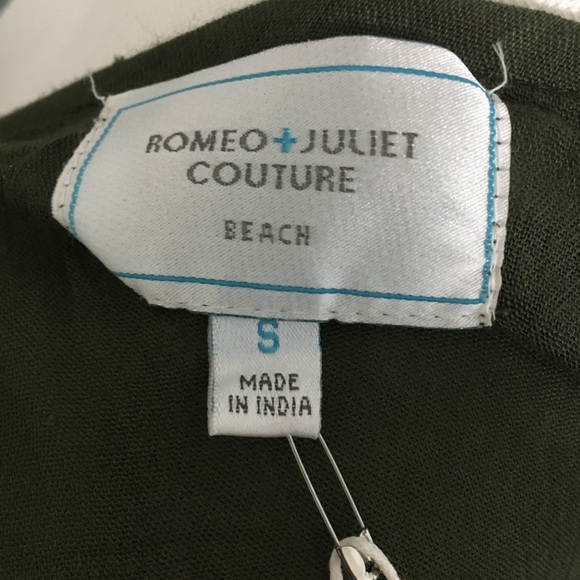 ROMEO+JULIET
COUTURE
BEACH
S
MADE
IN INDIA